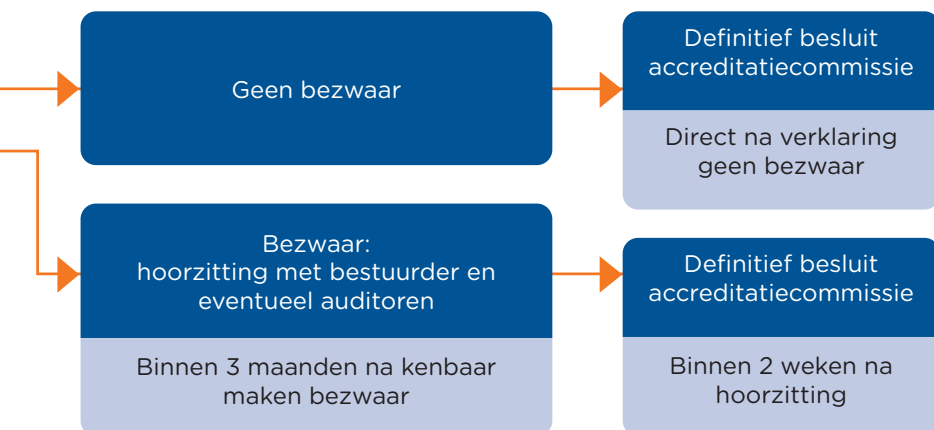 Geen bezwaar
Definitief besluit
accreditatiecommissie
Direct na verklaring
geen bezwaar
Bezwaar:
hoorzitting met bestuurder en
eventueel auditoren
Binnen 3 maanden na kenbaar
maken bezwaar
Definitief besluit
accreditatiecommissie
Binnen 2 weken na
hoorzitting